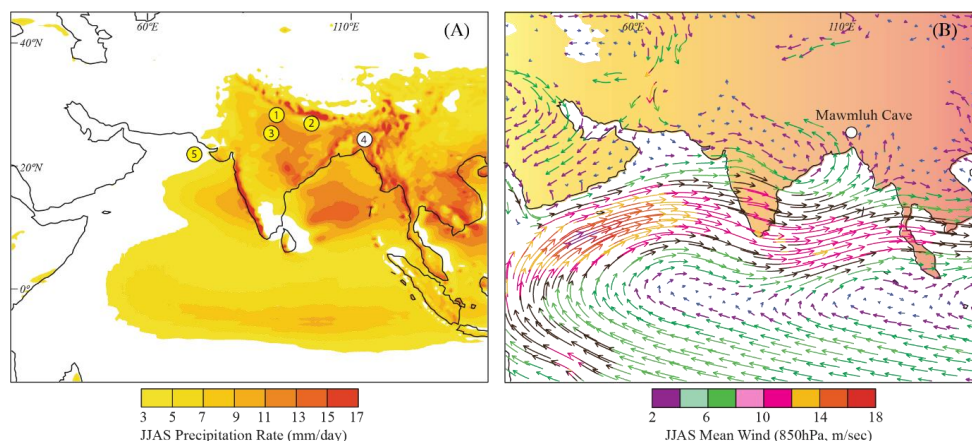 60°E
110°E
(A)
40°N
1
2
3
4
5
20°N
0°
3 5 7 9 11 13 15 17
JJAS Precipitation Rate (mm/day)
60°E
110°E
(B)
Mawmluh Cave
2 6 10 14 18
JJAS Mean Wind (850hPa, m/sec)